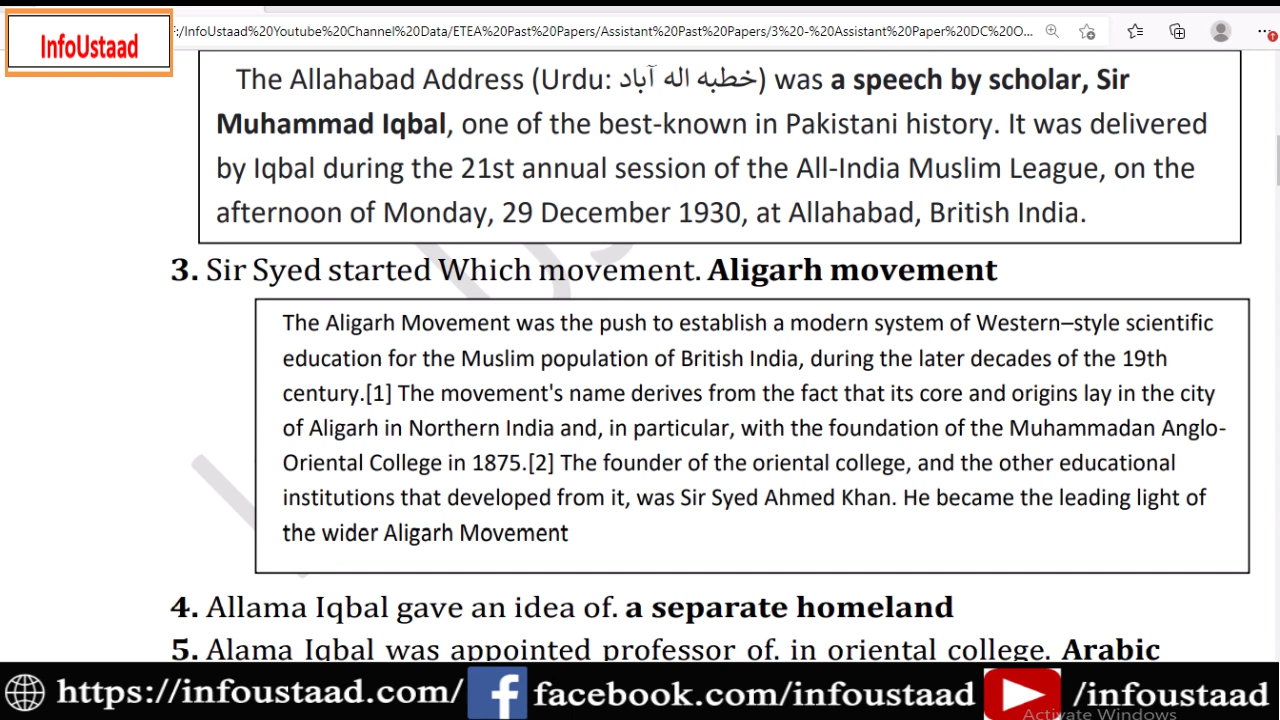 InfoUstaad
:/InfoUstaad%20Youtube%20Channel%20Data/ETEA%20Past%20Papers/Assistant%20Past%20Papers/3%20-%20Assistant%20Paper%20DC%20O...
The Allahabad Address (Urdu: خطبه اله آباد) was a speech by scholar, Sir
Muhammad Iqbal, one of the best-known in Pakistani history. It was delivered
by Iqbal during the 21st annual session of the All-India Muslim League, on the
afternoon of Monday, 29 December 1930, at Allahabad, British India.
3. Sir Syed started Which movement. Aligarh movement
The Aligarh Movement was the push to establish a modern system of Western–style scientific
education for the Muslim population of British India, during the later decades of the 19th
century.[1] The movement's name derives from the fact that its core and origins lay in the city
of Aligarh in Northern India and, in particular, with the foundation of the Muhammadan Anglo-
Oriental College in 1875.[2] The founder of the oriental college, and the other educational
institutions that developed from it, was Sir Syed Ahmed Khan. He became the leading light of
the wider Aligarh Movement
4. Allama Iqbal gave an idea of. a separate homeland
5. Alama Iqbal was appointed professor of. in oriental college. Arabic
https://infoustaad.com/ facebook.com/infoustaad /infoustaad
Activate Windows